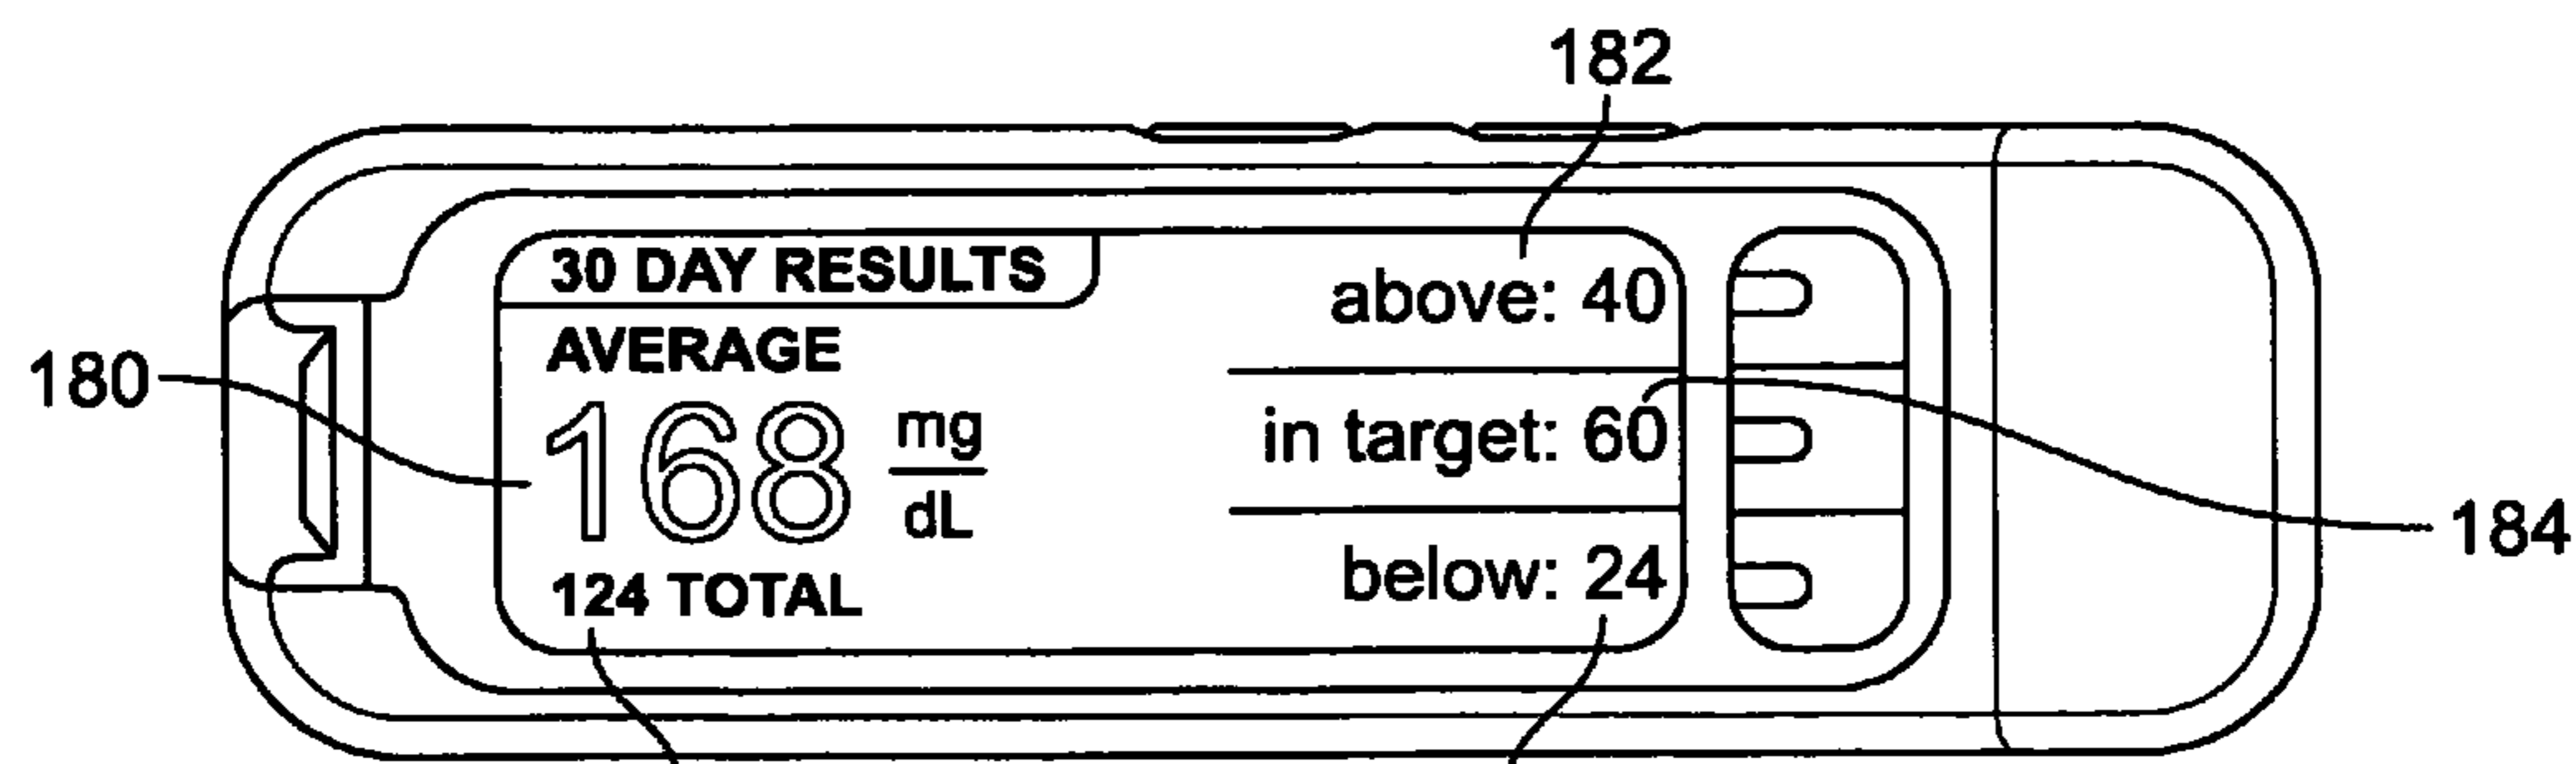 182
30 DAY RESULTS
above: 40
AVERAGE
180
168 mg
dL
in target: 60
184
124 TOTAL
below: 24